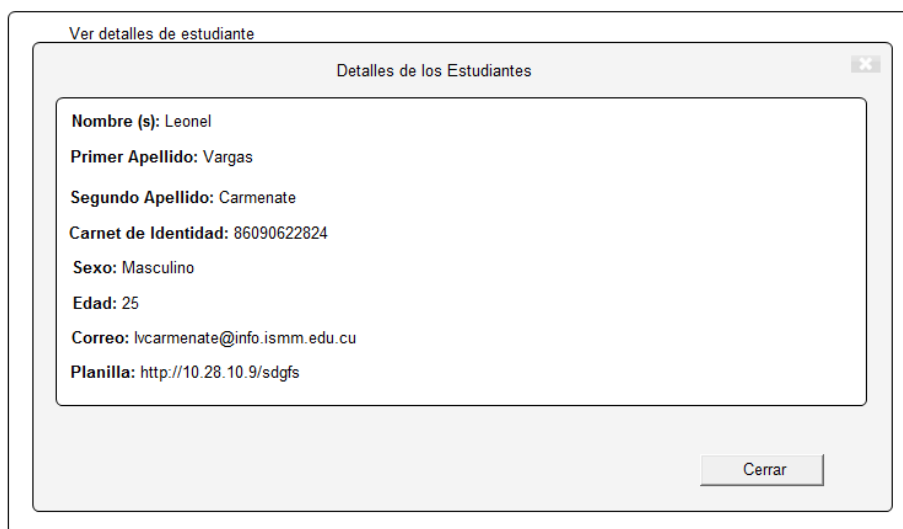 Ver detalles de estudiante
Detalles de los Estudiantes
Nombre (s): Leonel
Primer Apellido: Vargas
Segundo Apellido: Carmenate
Carnet de Identidad: 86090622824
Sexo: Masculino
Edad: 25
Correo: lvcarmenate@info.ismm.edu.cu
Planilla: http://10.28.10.9/sdgfs
Cerrar